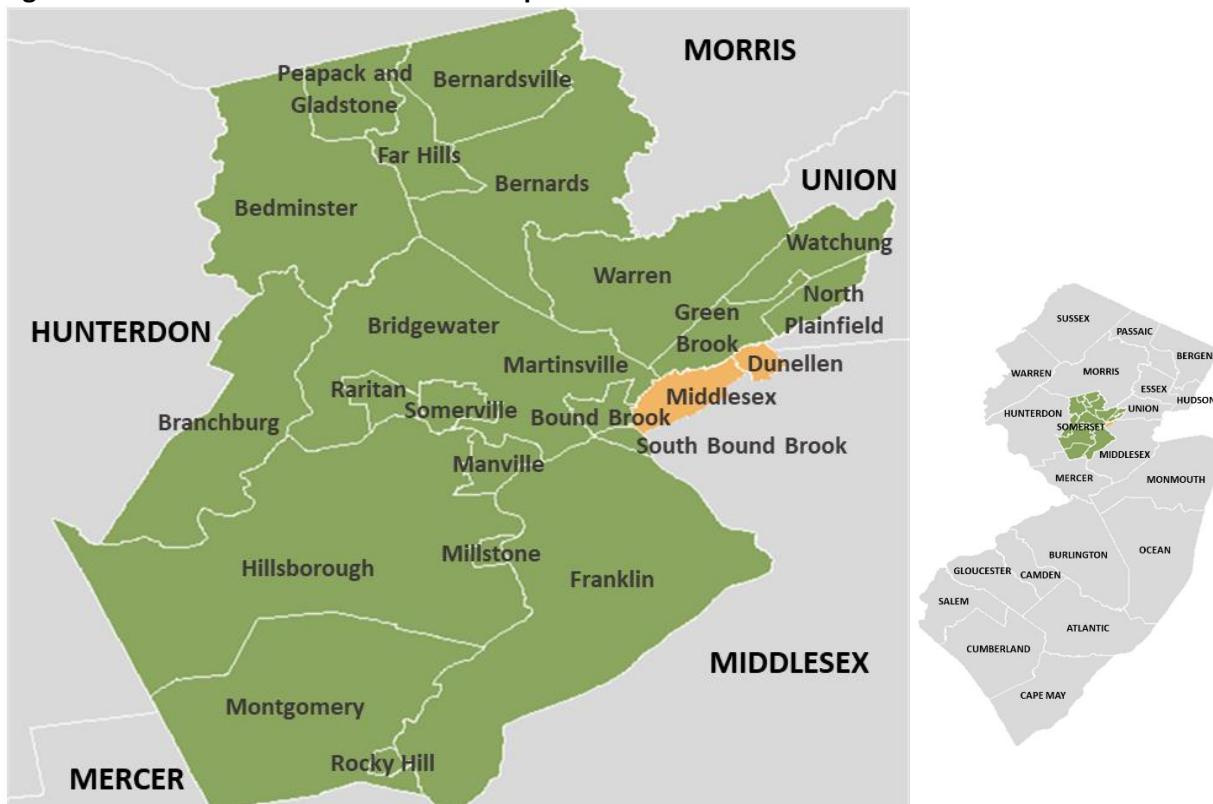 MORRIS
Peapack and
Gladstone
Bernardsville
Far Hills
Bernards
UNION
Bedminster
Watchung
Warren
North
Plainfield
Green
Brook
HUNTERDON
Bridgewater
Martinsville
Dunellen
Raritan
Somerville
Middlesex
Branchburg
Bound Brook
South Bound Brook
Manville
Millstone
Hillsborough
Franklin
MIDDLESEX
Montgomery
Rocky Hill
MERCER
SUSSEX
PASSAIC
BERGEN
WARREN
MORRIS
ESSEX
HUDSON
HUNTERDON
UNION
SOMERSET
MIDDLESEX
MERCER
MONMOUTH
OCEAN
BURLINGTON
GLOUCESTER
CAMDEN
SALEM
ATLANTIC
CUMBERLAND
CAPE MAY